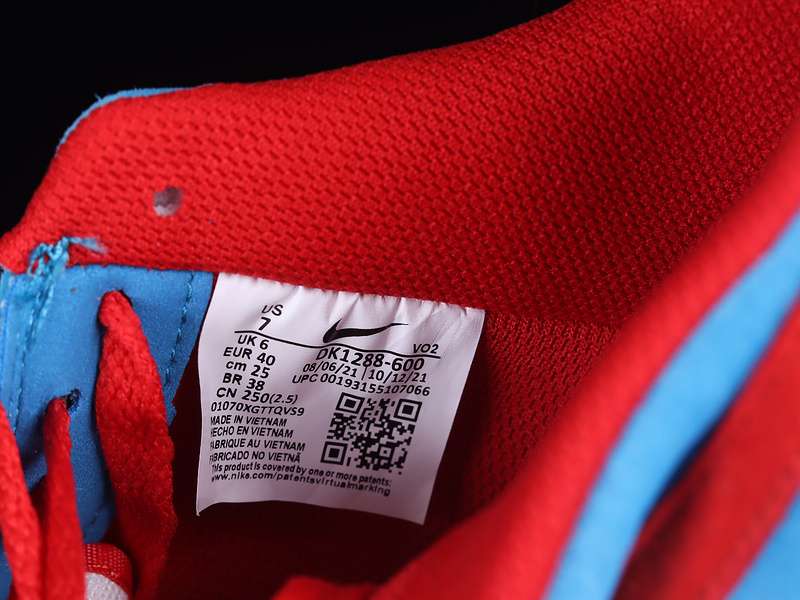 US
7
VO2
UK 6
DK1288-600
EUR 40
08/06/21 | 10/12/21
cm 25
UPC 00193155107066
BR 38
CN 250(2.5)
01070XGTTQVS9
MADE IN VIETNAM
HECHO EN VIETNAM
FABRIQUE AU VIETNAM
FABRICADO NO VIETNÃ
This product is covered by one or more patents:
www.nike.com/patentsvirtualmarking